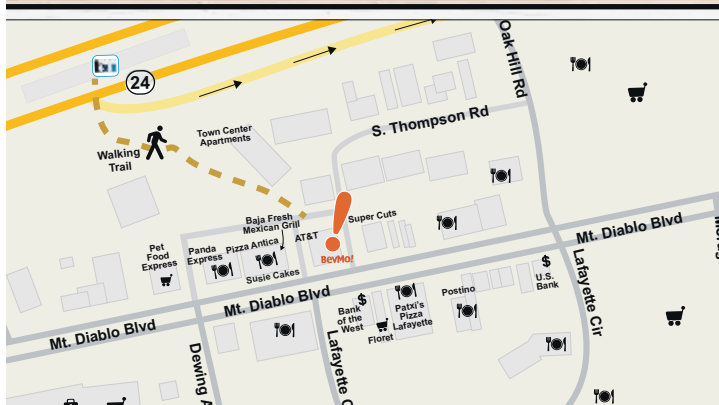 24
Oak Hill Rd
S. Thompson Rd
Town Center
Apartments
Walking
Trail
Baja Fresh
Mexican Grill
Super Cuts
AT&T
Pizza Antica
Panda
Express
Pet
Food
Express
BevMo!
Susie Cakes
Mt. Diablo Blvd
Mt. Diablo Blvd
Mt. Diablo Blvd
$
U.S.
Bank
Lafayette Cir
Postino
$
Bank
of the
West
Patxi's
Pizza
Lafayette
Floret
Dewing A
Lafayette C